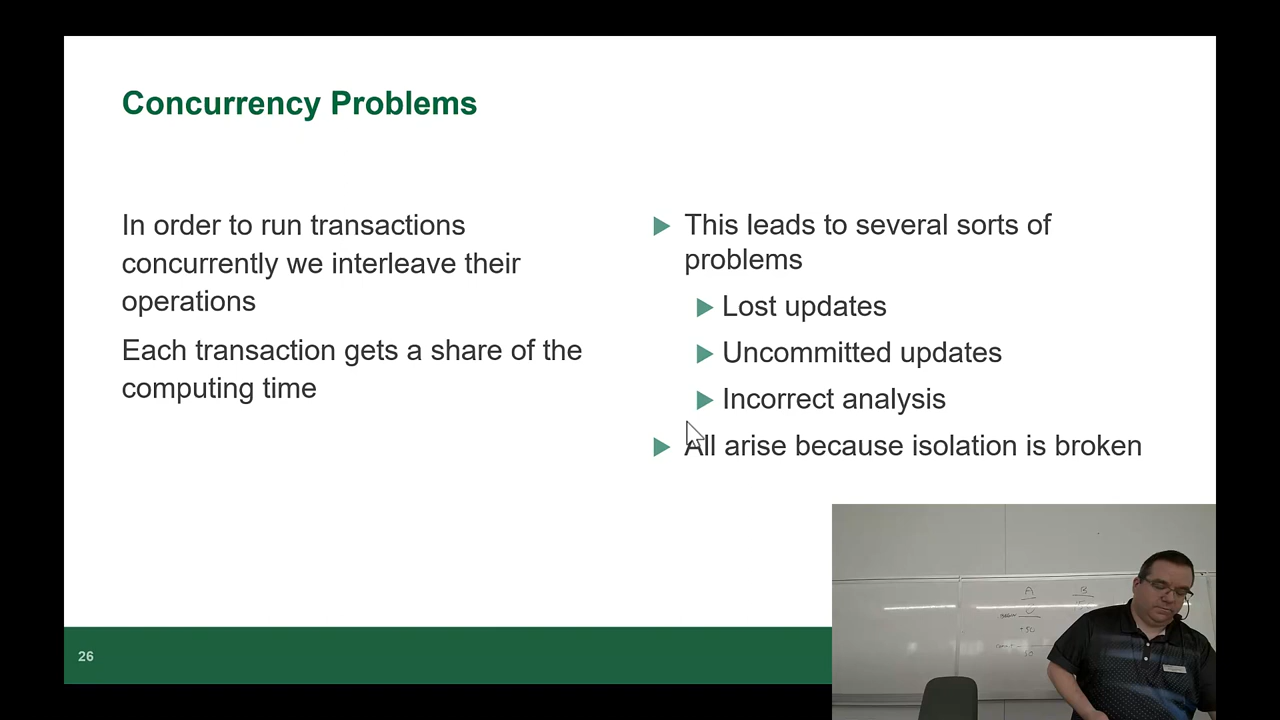 Concurrency Problems
In order to run transactions
concurrently we interleave their
operations
Each transaction gets a share of the
computing time
This leads to several sorts of
problems
Lost updates
Uncommitted updates
Incorrect analysis
All arise because isolation is broken
26
A
B
+50
50